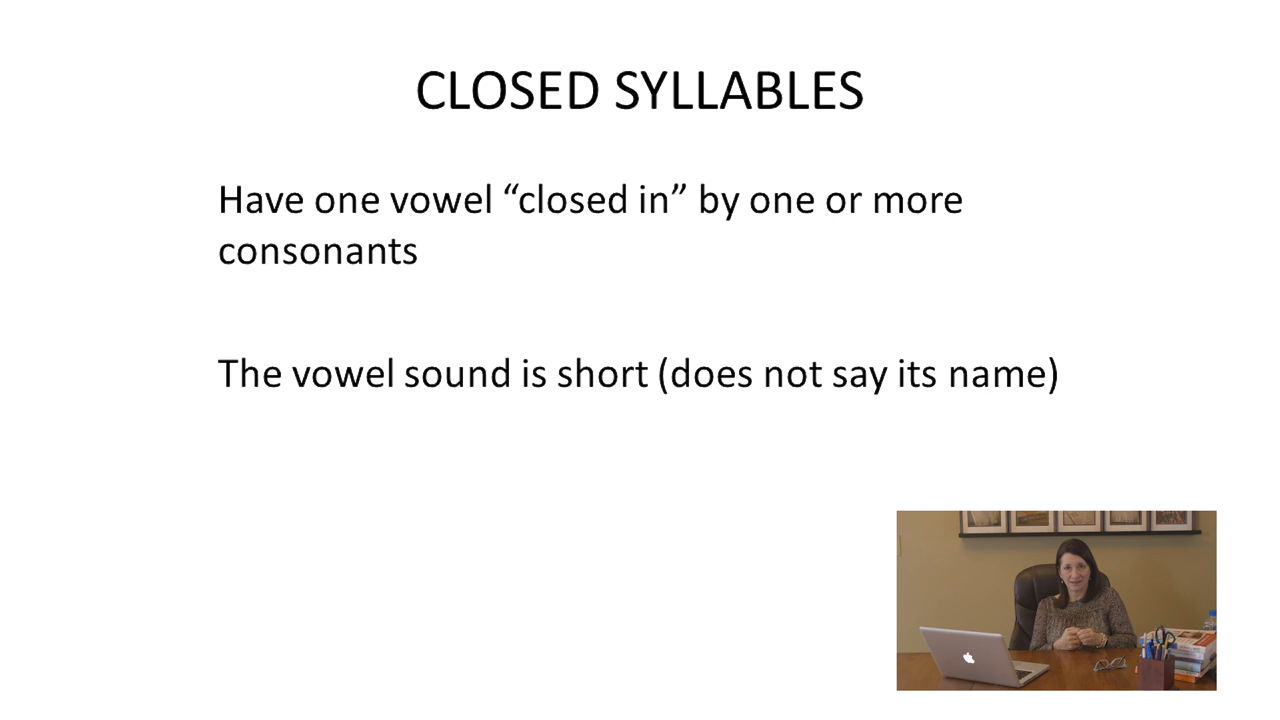 CLOSED SYLLABLES
Have one vowel “closed in” by one or more
consonants
The vowel sound is short (does not say its name)